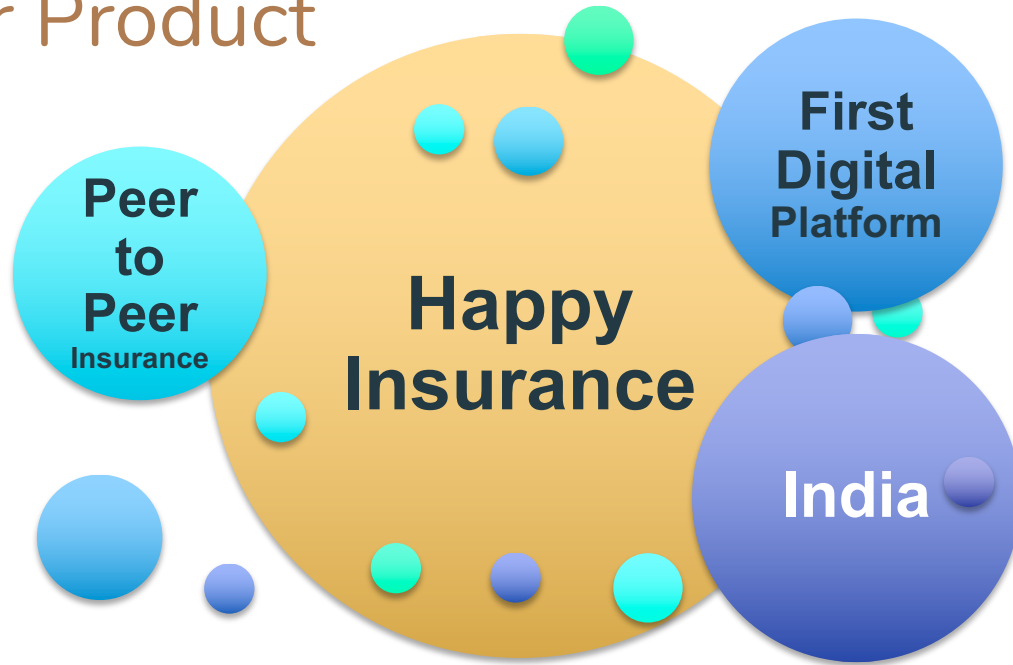 r Product
Peer
to
Peer
Insurance
Happy
Insurance
First
Digital
Platform
India